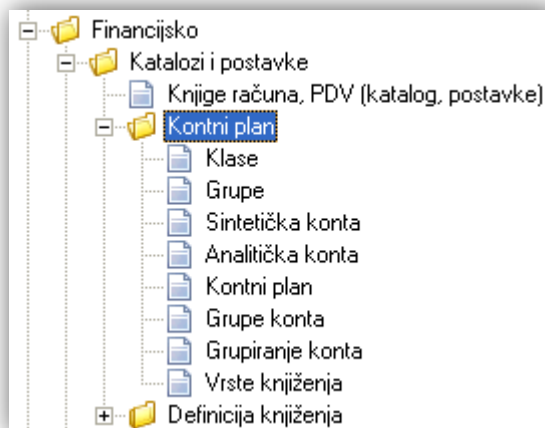 Financijsko
Katalozi i postavke
Knjige računa, PDV (katalog, postavke)
Kontni plan
Klase
Grupe
Sintetička konta
Analitička konta
Kontni plan
Grupe konta
Grupiranje konta
Vrste knjiženja
Definicija knjiženja